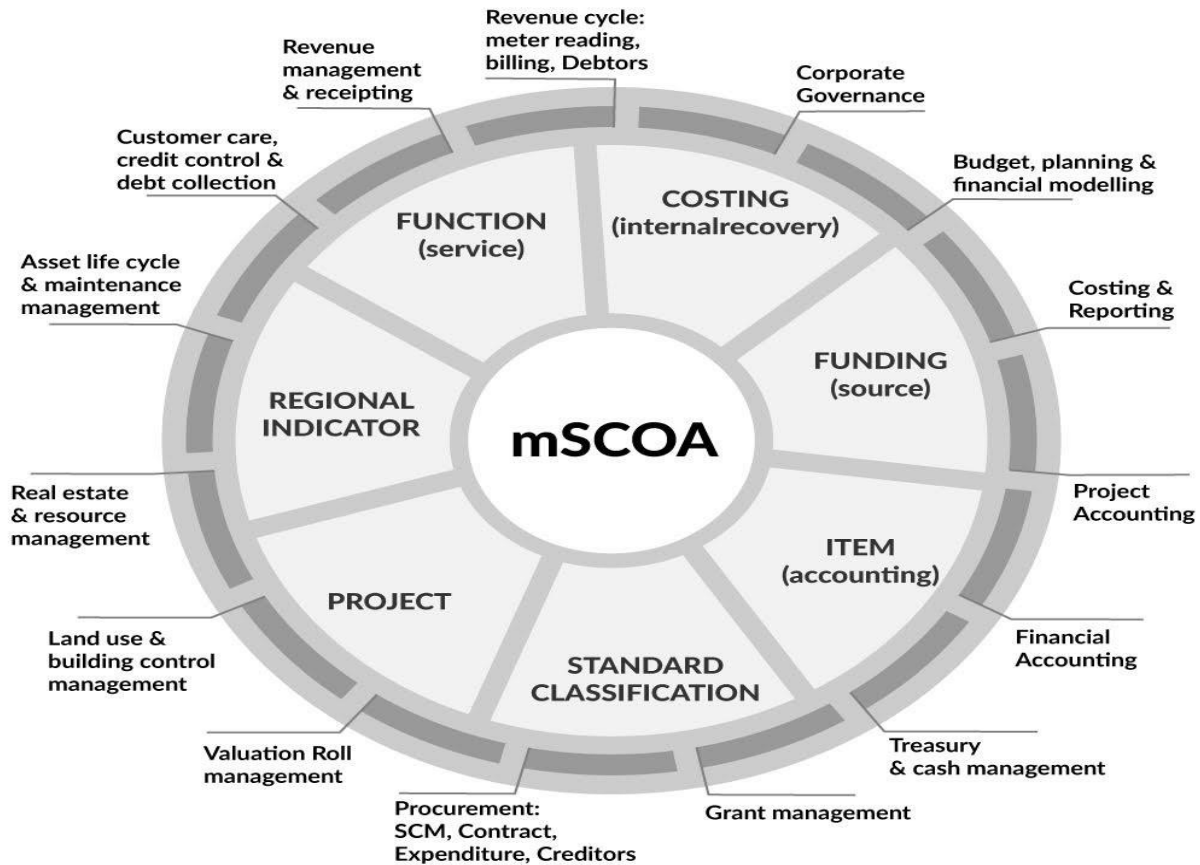 Revenue cycle:
meter reading,
billing, Debtors
Revenue
management
& receipting
Corporate
Governance
Customer care,
credit control &
debt collection
Budget, planning &
financial modelling
Asset life cycle
& maintenance
management
Costing &
Reporting
Real estate
& resource
management
Project
Accounting
Land use &
building control
management
Financial
Accounting
Valuation Roll
management
Treasury
& cash management
Procurement:
SCM, Contract,
Expenditure, Creditors
Grant management
COSTING
(internalrecovery)
FUNCTION
(service)
FUNDING
(source)
REGIONAL
INDICATOR
mSCOA
ITEM
(accounting)
PROJECT
STANDARD
CLASSIFICATION